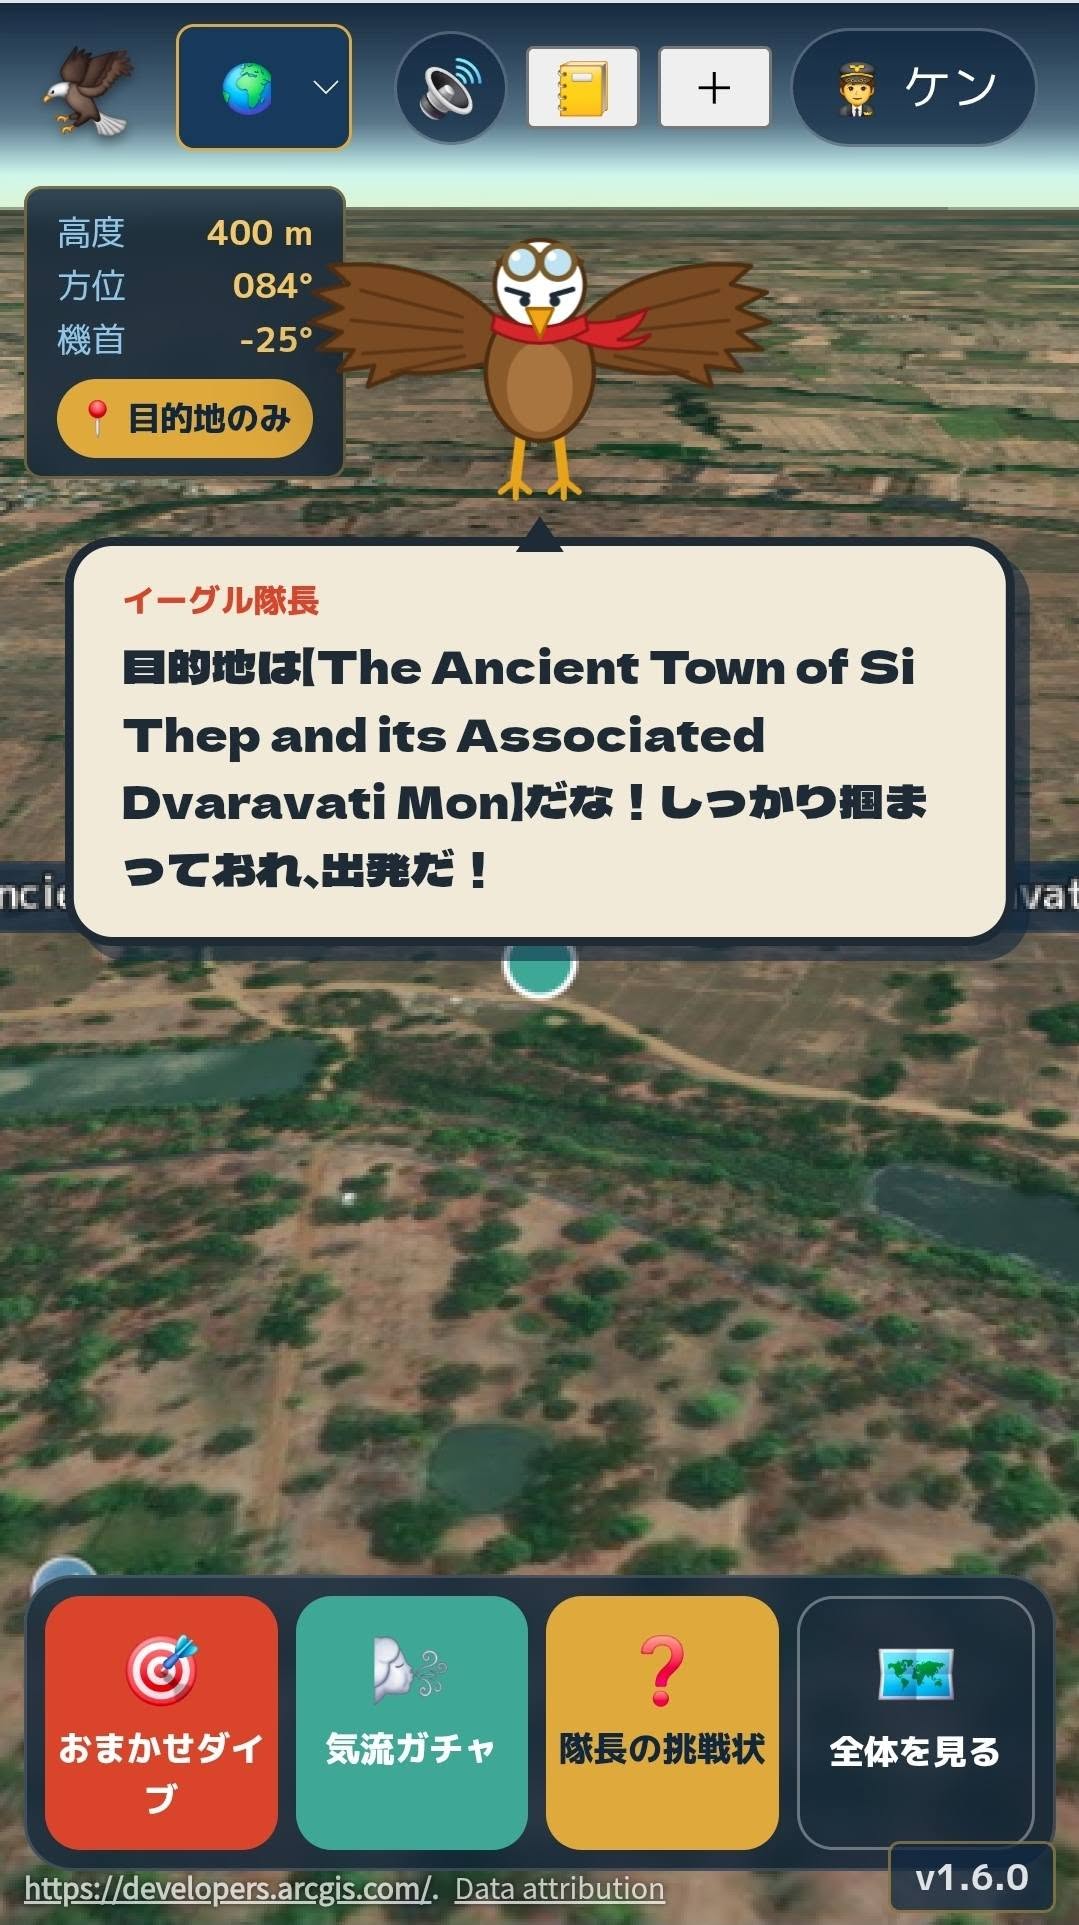 ケン
高度 400 m
方位 084°
機首 -25°
目的地のみ
イーグル隊長
目的地は【The Ancient Town of Si
Thep and its Associated
Dvaravati Mon】だな！しっかり掴ま
っておれ、出発だ！
おまかせダイ
ブ
気流ガチャ
隊長の挑戦状
全体を見る
https://developers.arcgis.com/. Data attribution
v1.6.0